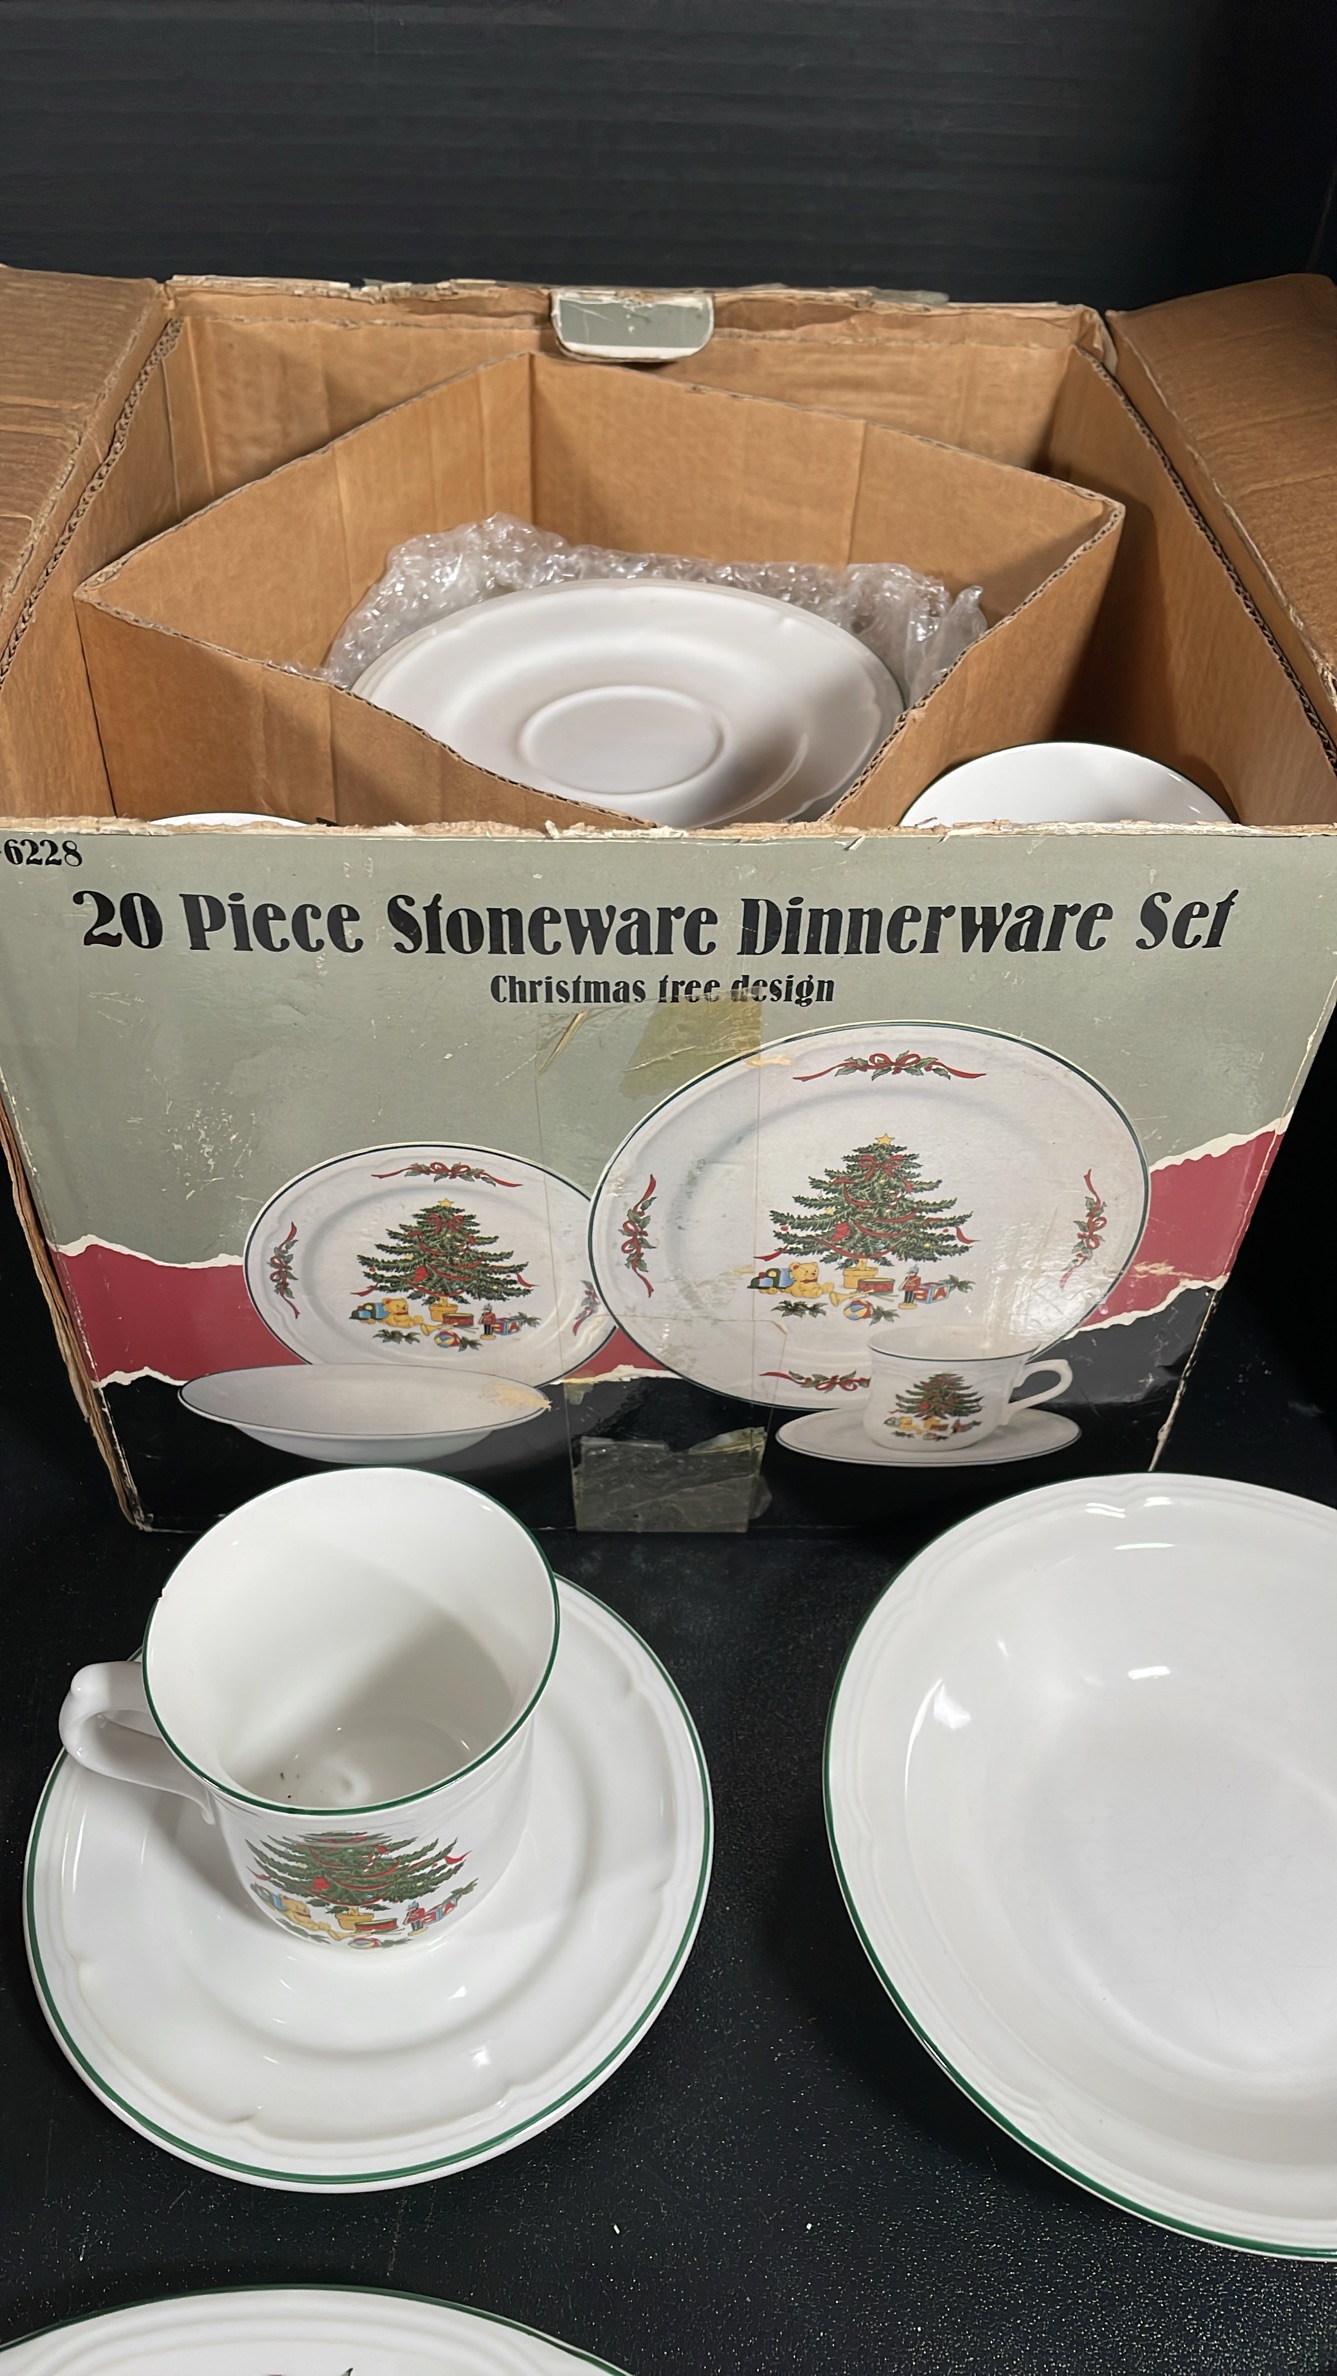 6228
20 Piece Stoneware Dinnerware Set
Christmas tree design